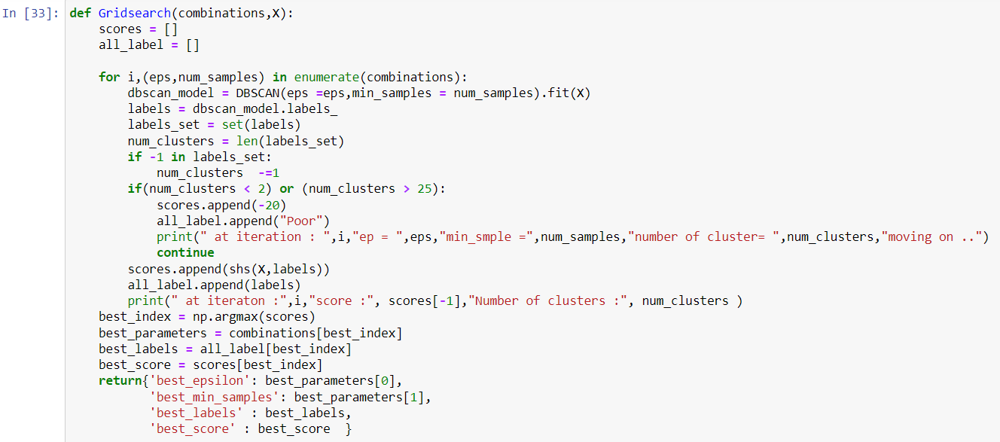 In [33]: def Gridsearch(combinations,X):
    scores = []
    all_label = []

    for i,(eps,num_samples) in enumerate(combinations):
        dbscan_model = DBSCAN(eps =eps,min_samples = num_samples).fit(X)
        labels = dbscan_model.labels_
        labels_set = set(labels)
        num_clusters = len(labels_set)
        if -1 in labels_set:
            num_clusters  -=1
        if(num_clusters < 2) or (num_clusters > 25):
            scores.append(-20)
            all_label.append("Poor")
            print(" at iteration : ",i,"ep = ",eps,"min_smple =",num_samples,"number of cluster= ",num_clusters,"moving on ..")
            continue
        scores.append(shs(X,labels))
        all_label.append(labels)
        print(" at iteraton :",i,"score :", scores[-1],"Number of clusters :", num_clusters )
    best_index = np.argmax(scores)
    best_parameters = combinations[best_index]
    best_labels = all_label[best_index]
    best_score = scores[best_index]
    return{'best_epsilon': best_parameters[0],
           'best_min_samples': best_parameters[1],
           'best_labels' : best_labels,
           'best_score' : best_score  }